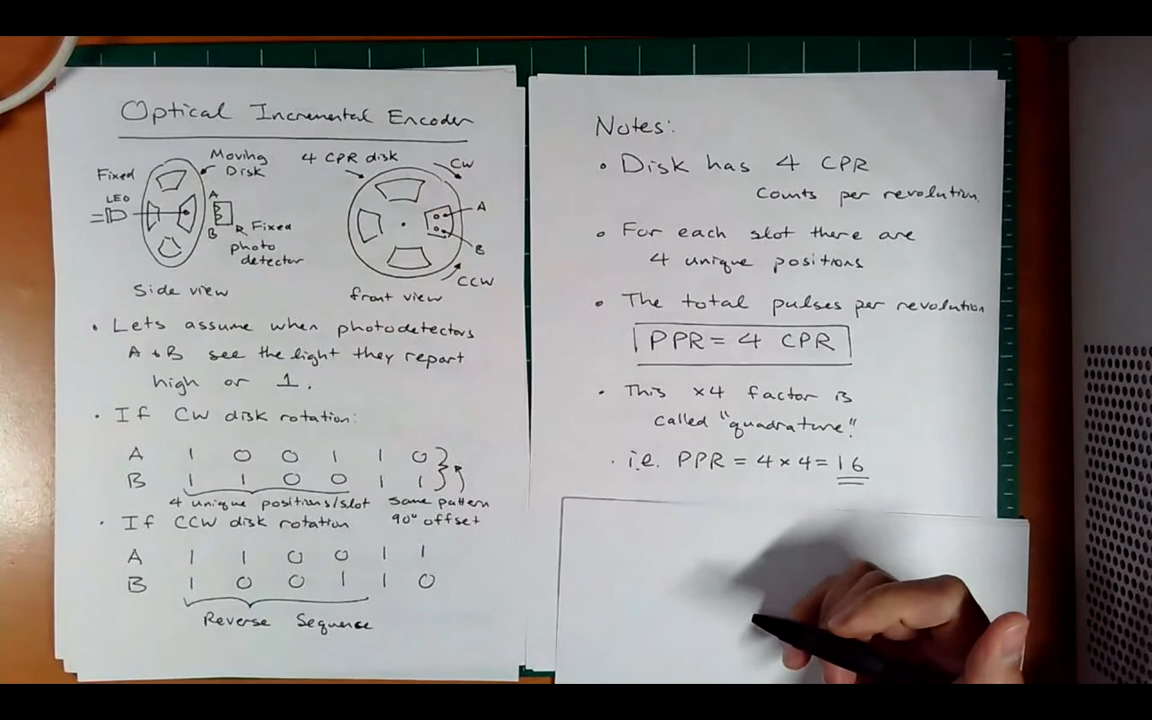 Optical Incremental Encoder
Fixed
LED
Moving
Disk
A
B
Fixed
photo
detector
Side view
4 CPR disk
CW
A
B
CCW
front view
• Lets assume when photodetectors
A + B see the light they report
high or 1.
• If CW disk rotation:
A 1 0 0 1 1 0
B 1 1 0 0 1 1
4 unique positions/slot
same pattern
90° offset
• If CCW disk rotation
A 1 1 0 0 1 1
B 1 0 0 1 1 0
Reverse Sequence
Notes:
• Disk has 4 CPR
Counts per revolution.
• For each slot there are
4 unique positions
• The total pulses per revolution
PPR = 4 CPR
• This x4 factor is
called "quadrature".
· i.e. PPR = 4 x 4 = 16